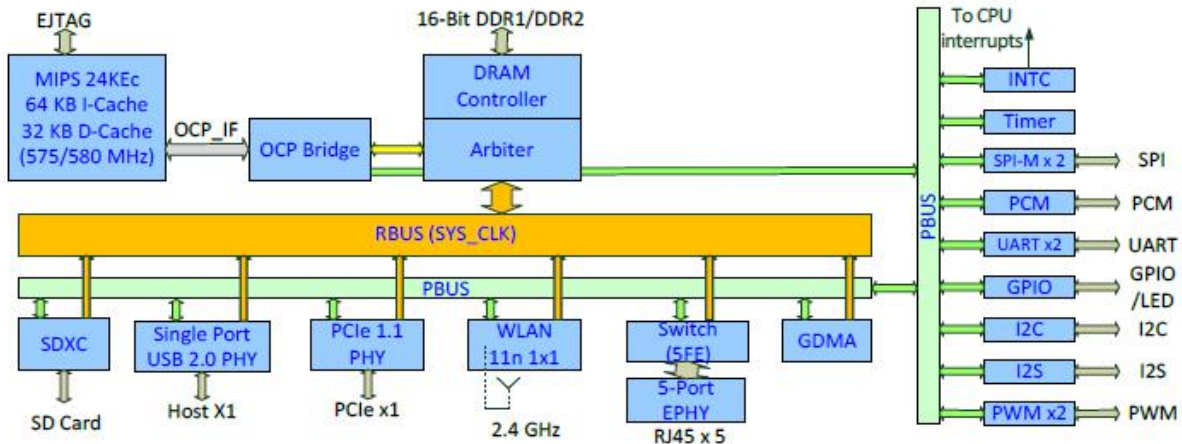 EJTAG
16-Bit DDR1/DDR2
To CPU
interrupts
MIPS 24KEc
64 KB I-Cache
32 KB D-Cache
(575/580 MHz)
OCP_IF
OCP Bridge
DRAM
Controller
Arbiter
RBUS (SYS_CLK)
PBUS
SDXC
Single Port
USB 2.0 PHY
PCIe 1.1
PHY
WLAN
11n 1x1
Switch
(5FE)
GDMA
5-Port
EPHY
SD Card
Host X1
PCIe x1
2.4 GHz
RJ45 x 5
PBUS
INTC
Timer
SPI-M x 2
SPI
PCM
PCM
UART x2
UART
GPIO
GPIO
/LED
I2C
I2C
I2S
I2S
PWM x2
PWM